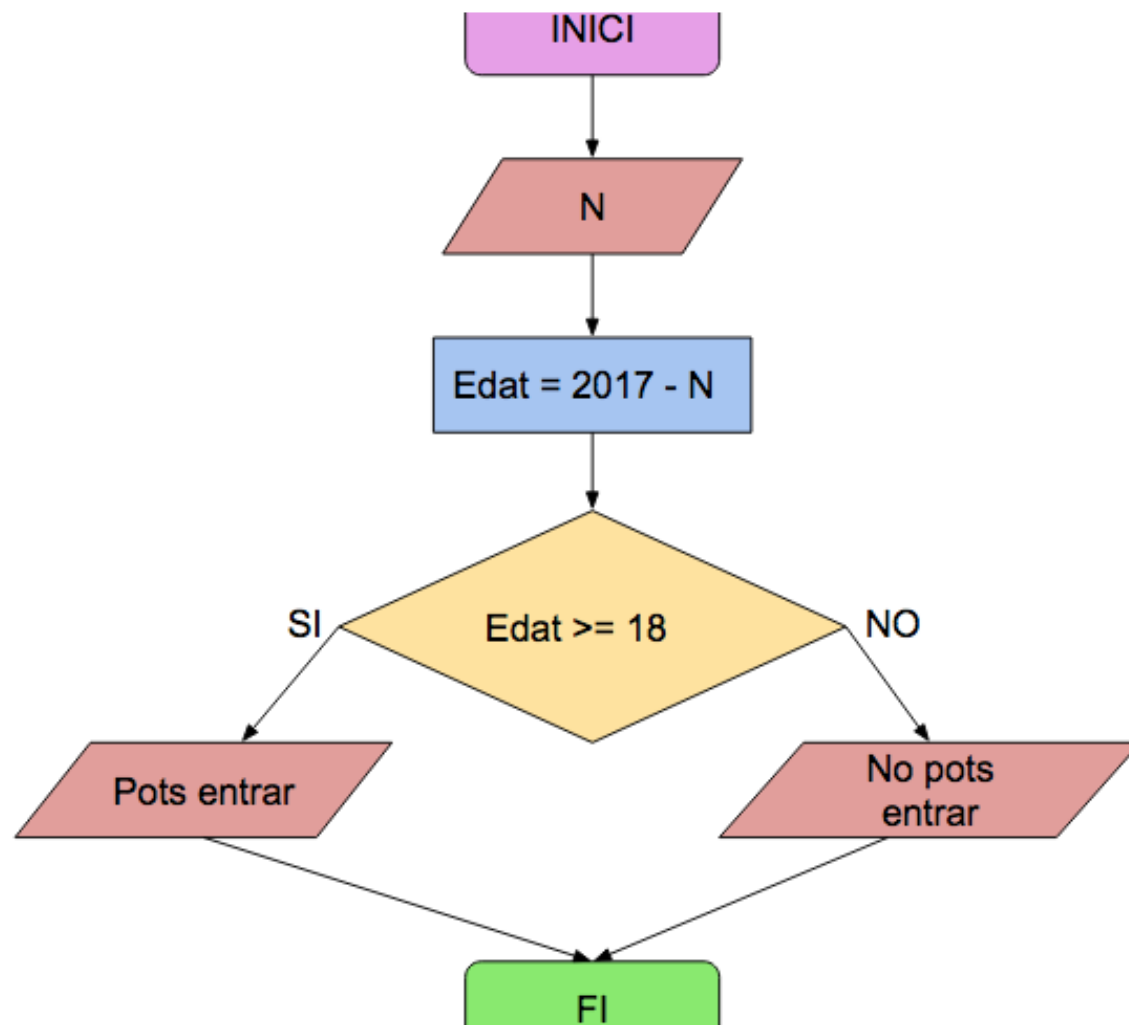 INICI
N
Edat = 2017 - N
SI
Edat >= 18
NO
Pots entrar
No pots
entrar
FI